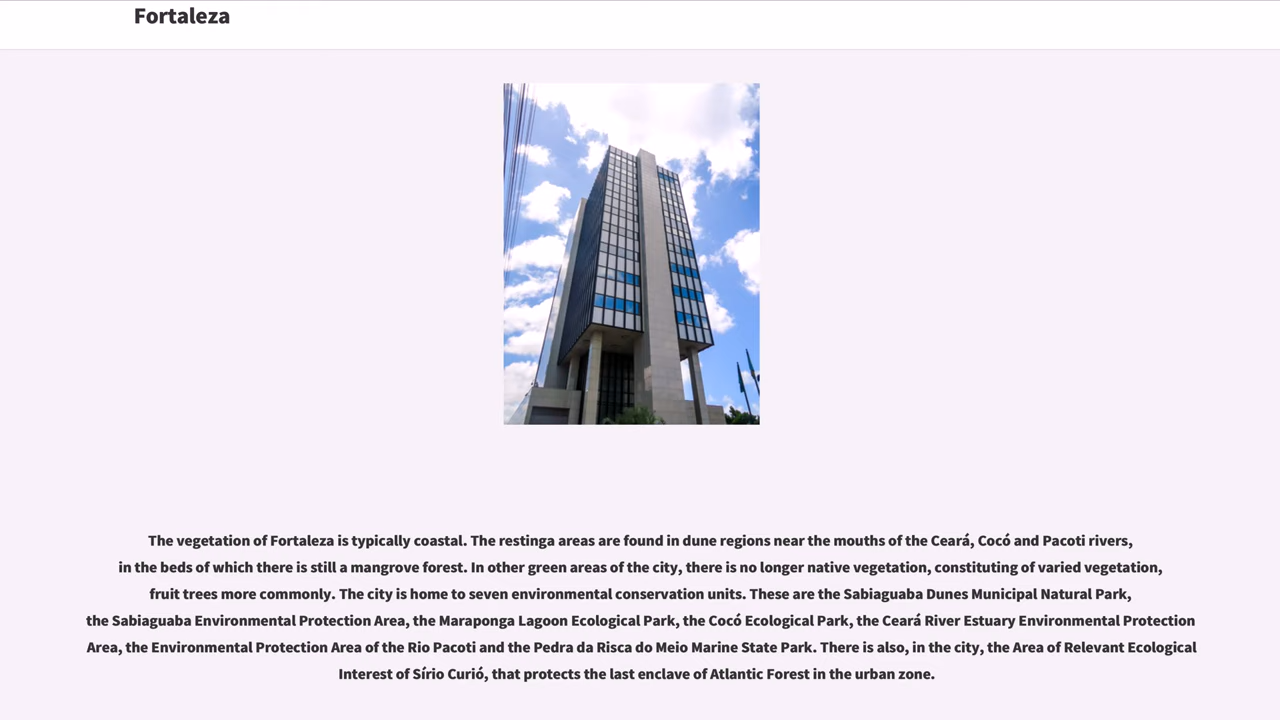 Fortaleza
The vegetation of Fortaleza is typically coastal. The restinga areas are found in dune regions near the mouths of the Ceará, Cocó and Pacoti rivers,
in the beds of which there is still a mangrove forest. In other green areas of the city, there is no longer native vegetation, constituting of varied vegetation,
fruit trees more commonly. The city is home to seven environmental conservation units. These are the Sabiaguaba Dunes Municipal Natural Park,
the Sabiaguaba Environmental Protection Area, the Maraponga Lagoon Ecological Park, the Cocó Ecological Park, the Ceará River Estuary Environmental Protection
Area, the Environmental Protection Area of the Rio Pacoti and the Pedra da Risca do Meio Marine State Park. There is also, in the city, the Area of Relevant Ecological
Interest of Sírio Curió, that protects the last enclave of Atlantic Forest in the urban zone.